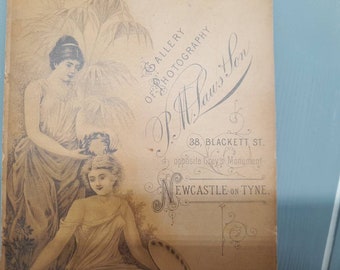 GALLERY
OF PHOTOGRAPHY
P. M. Laws & Son
38, BLACKETT ST.
opposite Grey's Monument
NEWCASTLE ON TYNE.